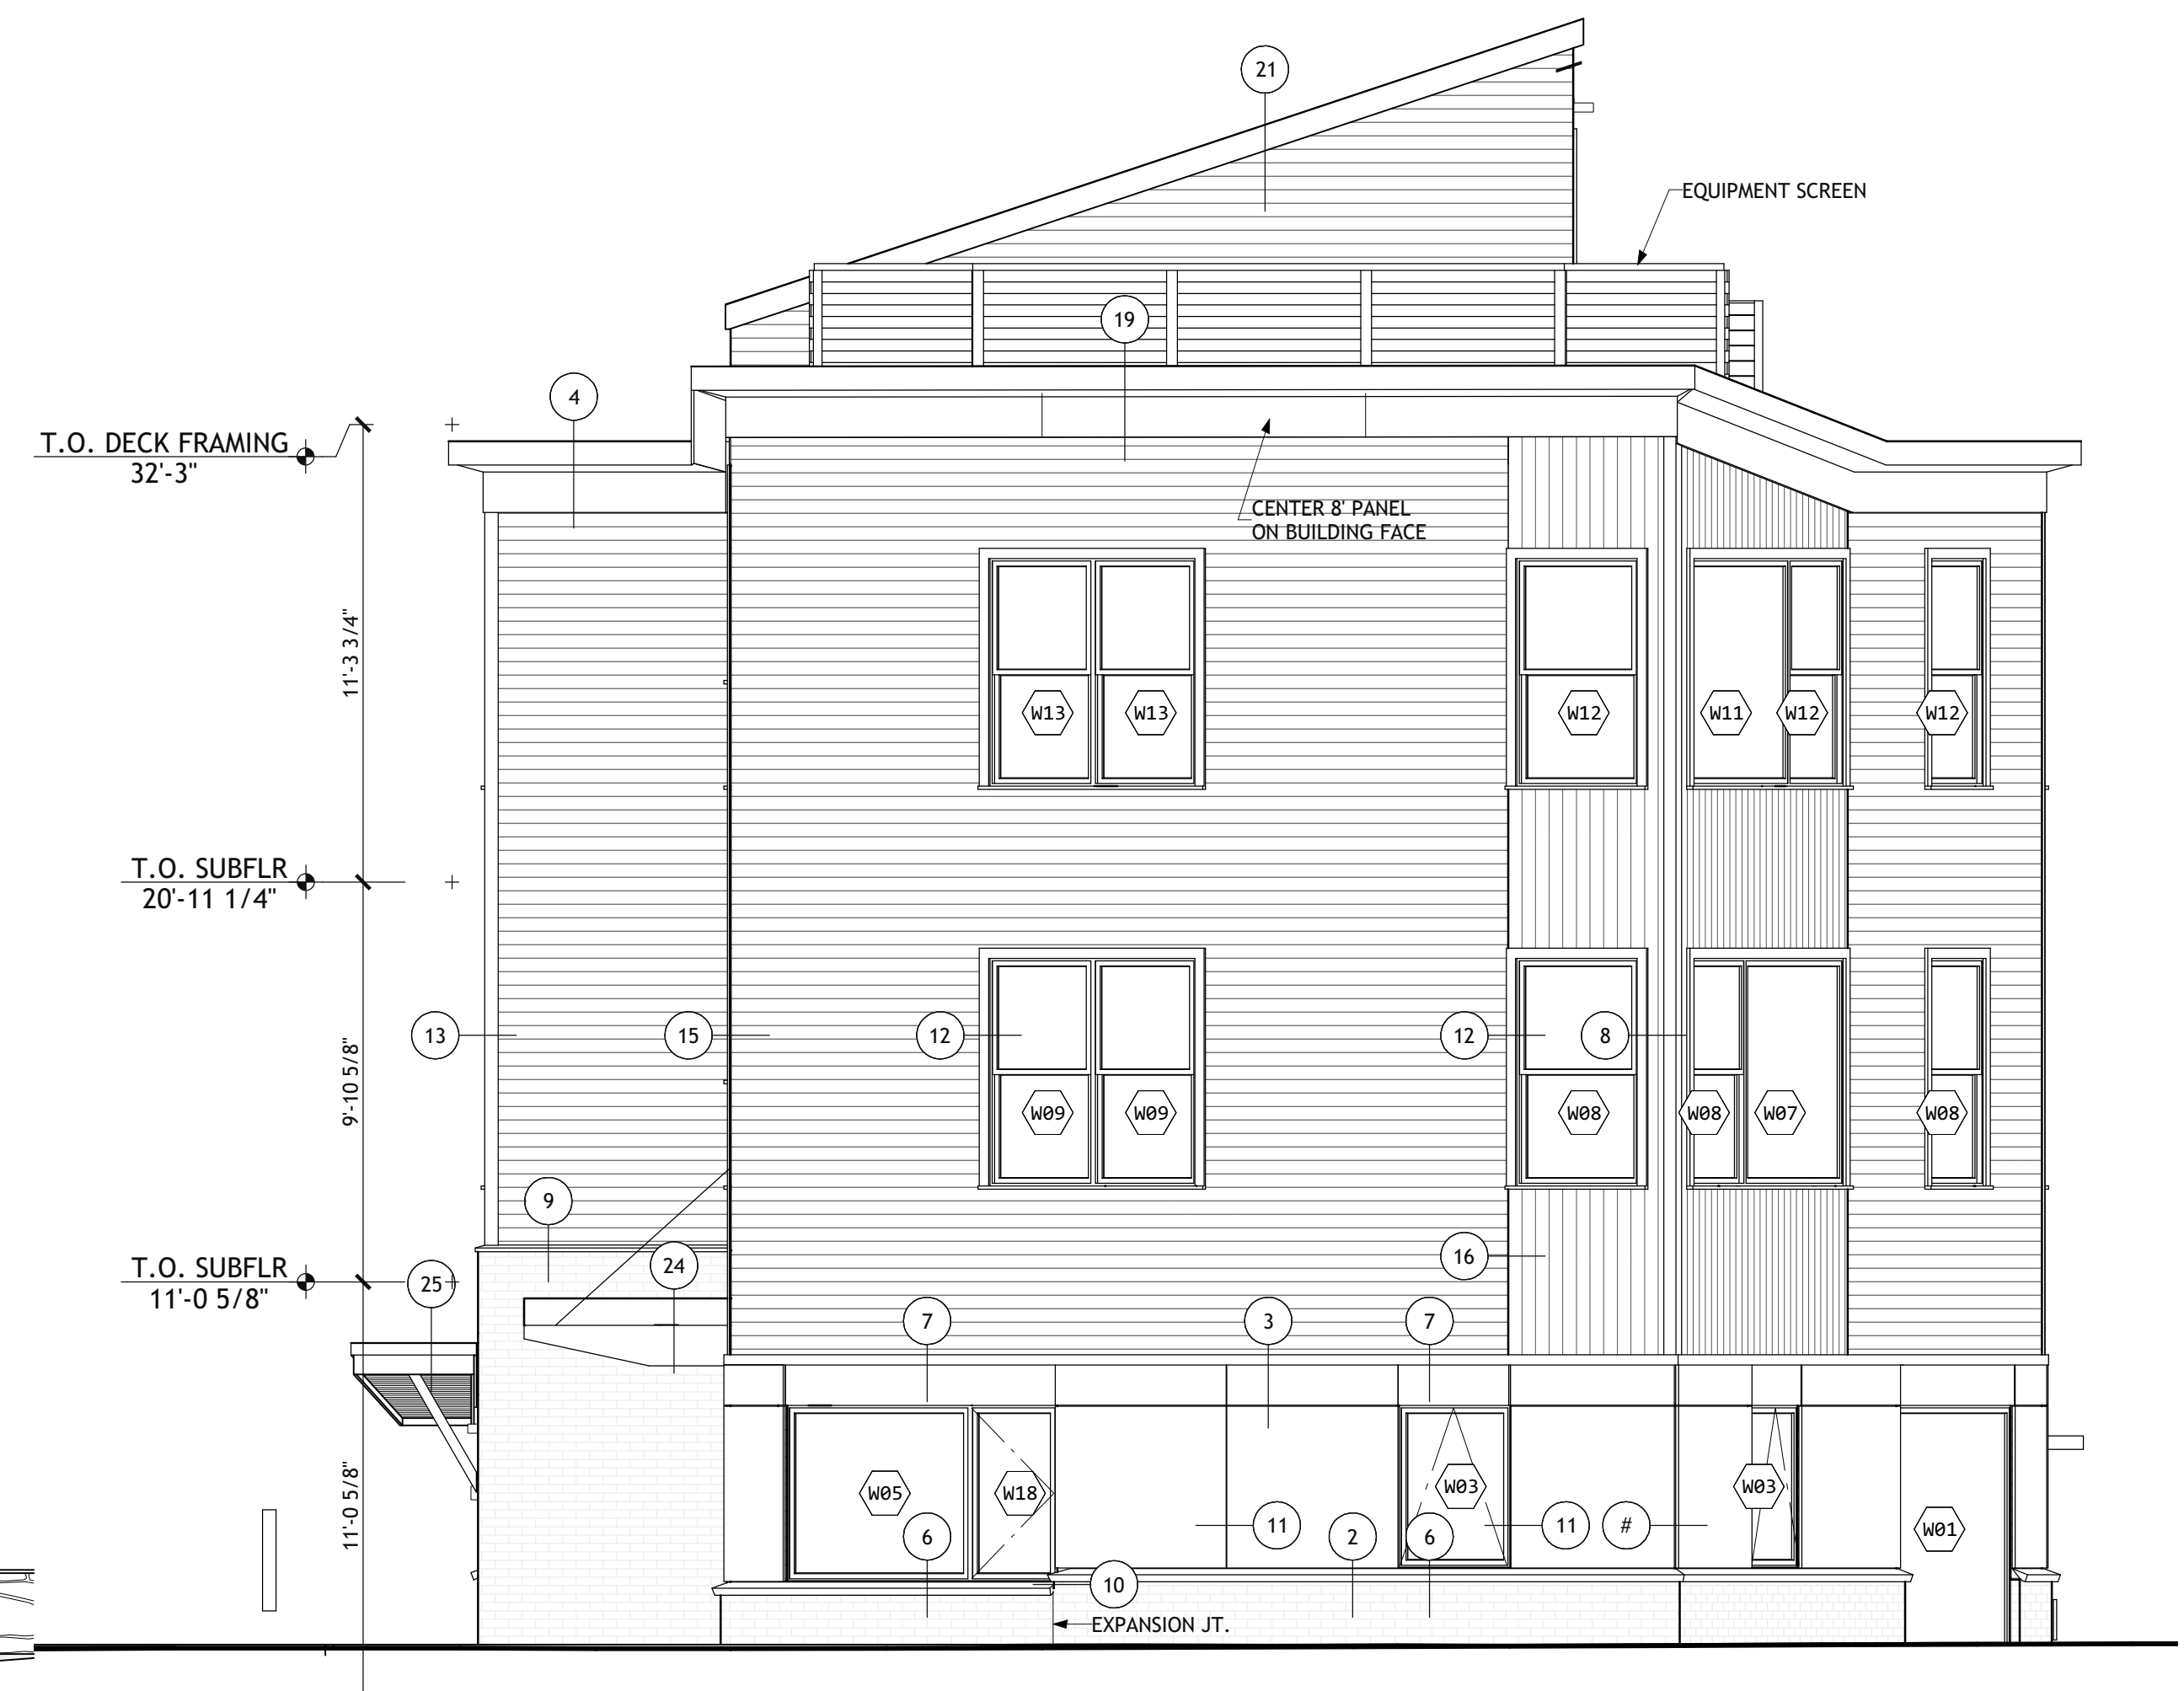 21
EQUIPMENT SCREEN
19
4
T.O. DECK FRAMING
32'-3"
CENTER 8' PANEL
ON BUILDING FACE
11'-3 3/4"
W13 W13 W12 W11 W12 W12
T.O. SUBFLR
20'-11 1/4"
13 15 12 12 8
9'-10 5/8"
W09 W09 W08 W08 W07 W08
9
24
16
T.O. SUBFLR
11'-0 5/8"
25
7 3 7
11'-0 5/8"
W05 W18 W03 W03
6 11 2 6 11 # W01
10
EXPANSION JT.